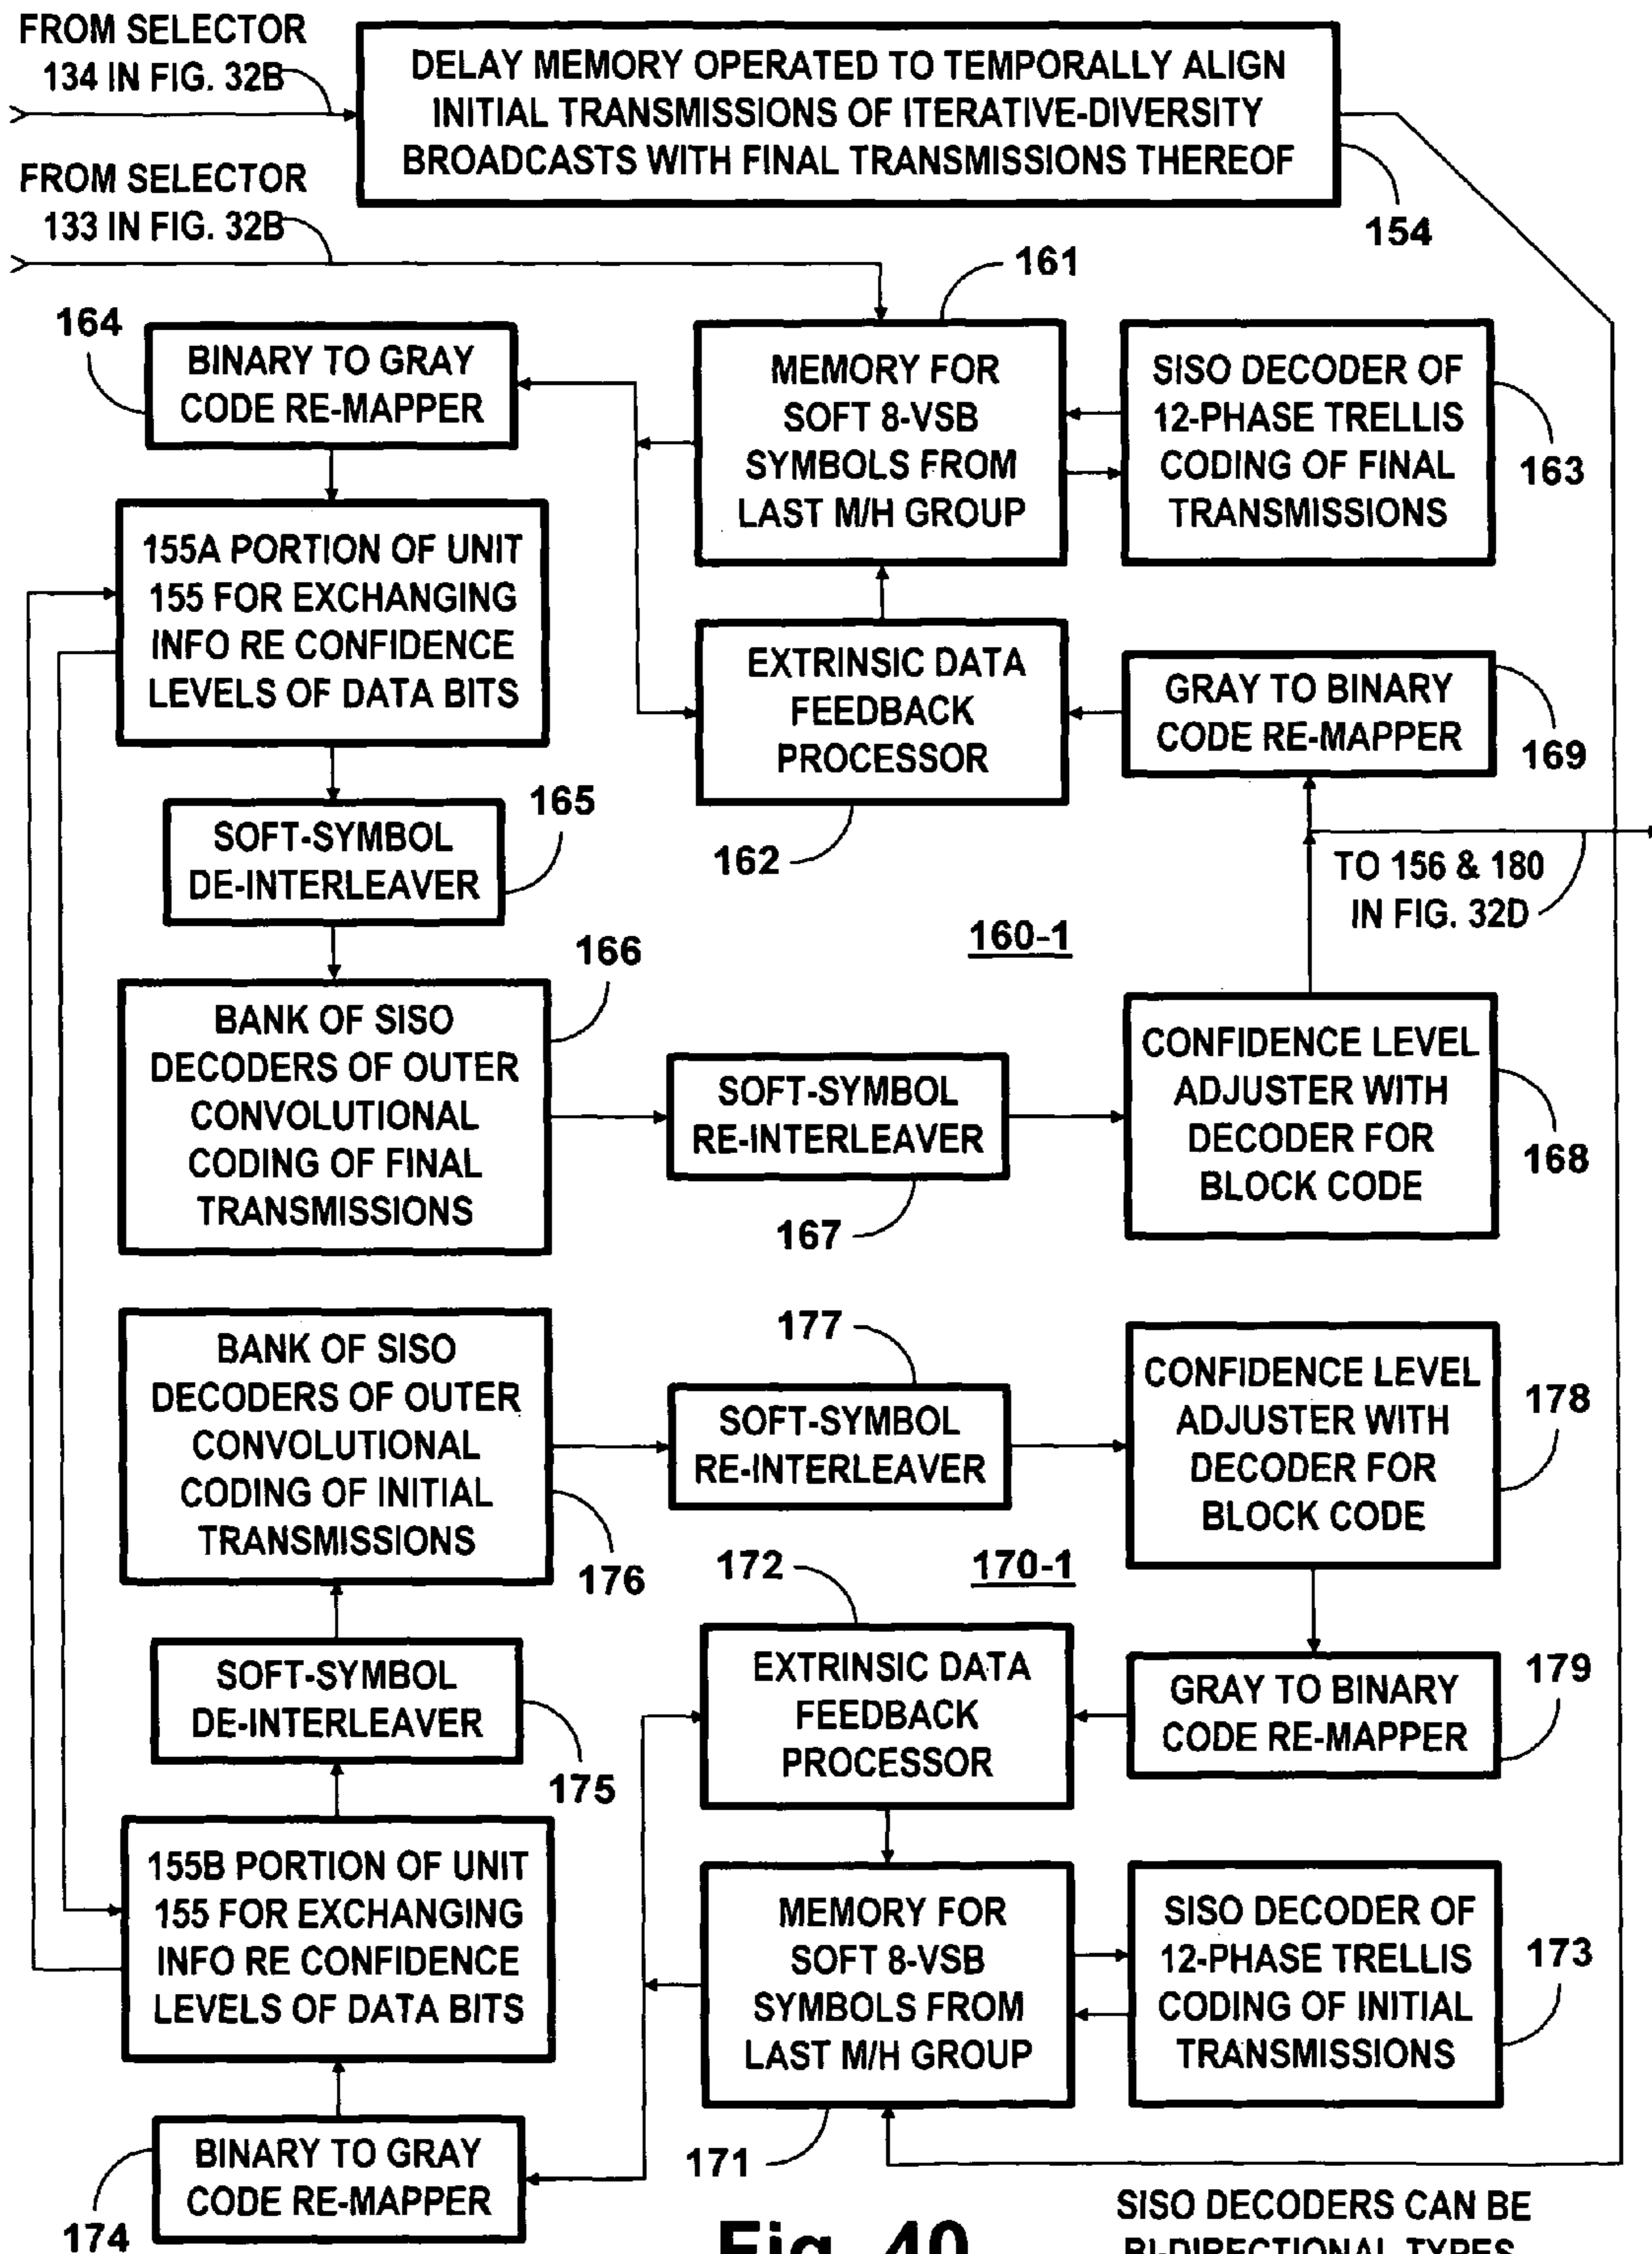 FROM SELECTOR
134 IN FIG. 32B
DELAY MEMORY OPERATED TO TEMPORALLY ALIGN
INITIAL TRANSMISSIONS OF ITERATIVE-DIVERSITY
BROADCASTS WITH FINAL TRANSMISSIONS THEREOF
154
FROM SELECTOR
133 IN FIG. 32B
161
164
BINARY TO GRAY
CODE RE-MAPPER
MEMORY FOR
SOFT 8-VSB
SYMBOLS FROM
LAST M/H GROUP
SISO DECODER OF
12-PHASE TRELLIS
CODING OF FINAL
TRANSMISSIONS
163
155A PORTION OF UNIT
155 FOR EXCHANGING
INFO RE CONFIDENCE
LEVELS OF DATA BITS
EXTRINSIC DATA
FEEDBACK
PROCESSOR
162
GRAY TO BINARY
CODE RE-MAPPER
169
SOFT-SYMBOL
DE-INTERLEAVER
165
TO 156 & 180
IN FIG. 32D
160-1
166
BANK OF SISO
DECODERS OF OUTER
CONVOLUTIONAL
CODING OF FINAL
TRANSMISSIONS
SOFT-SYMBOL
RE-INTERLEAVER
167
CONFIDENCE LEVEL
ADJUSTER WITH
DECODER FOR
BLOCK CODE
168
BANK OF SISO
DECODERS OF OUTER
CONVOLUTIONAL
CODING OF INITIAL
TRANSMISSIONS
176
177
SOFT-SYMBOL
RE-INTERLEAVER
CONFIDENCE LEVEL
ADJUSTER WITH
DECODER FOR
BLOCK CODE
178
172
170-1
SOFT-SYMBOL
DE-INTERLEAVER
175
EXTRINSIC DATA
FEEDBACK
PROCESSOR
GRAY TO BINARY
CODE RE-MAPPER
179
155B PORTION OF UNIT
155 FOR EXCHANGING
INFO RE CONFIDENCE
LEVELS OF DATA BITS
MEMORY FOR
SOFT 8-VSB
SYMBOLS FROM
LAST M/H GROUP
171
SISO DECODER OF
12-PHASE TRELLIS
CODING OF INITIAL
TRANSMISSIONS
173
BINARY TO GRAY
CODE RE-MAPPER
174
Fig. 40
SISO DECODERS CAN BE
BI-DIRECTIONAL TYPES